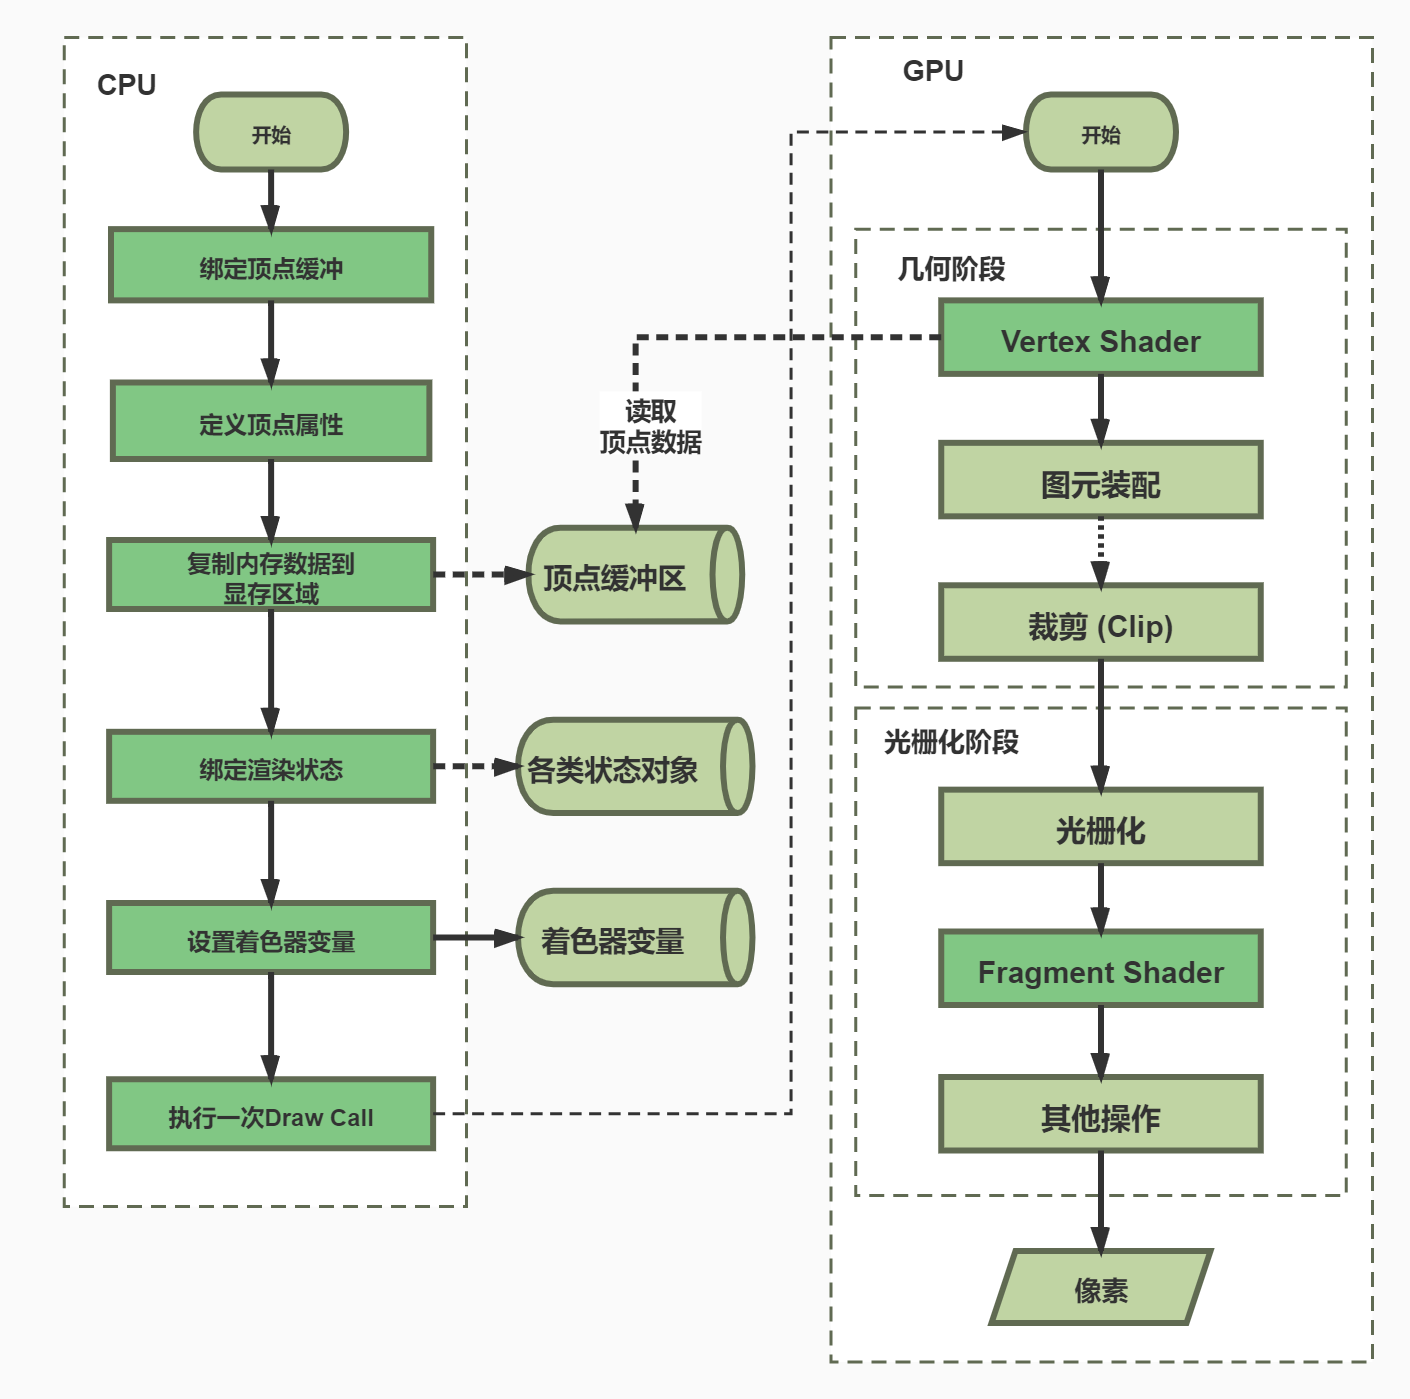 CPU
开始
绑定顶点缓冲
定义顶点属性
复制内存数据到
显存区域
绑定渲染状态
设置着色器变量
执行一次Draw Call
读取
顶点数据
顶点缓冲区
各类状态对象
着色器变量
GPU
开始
几何阶段
Vertex Shader
图元装配
裁剪 (Clip)
光栅化阶段
光栅化
Fragment Shader
其他操作
像素